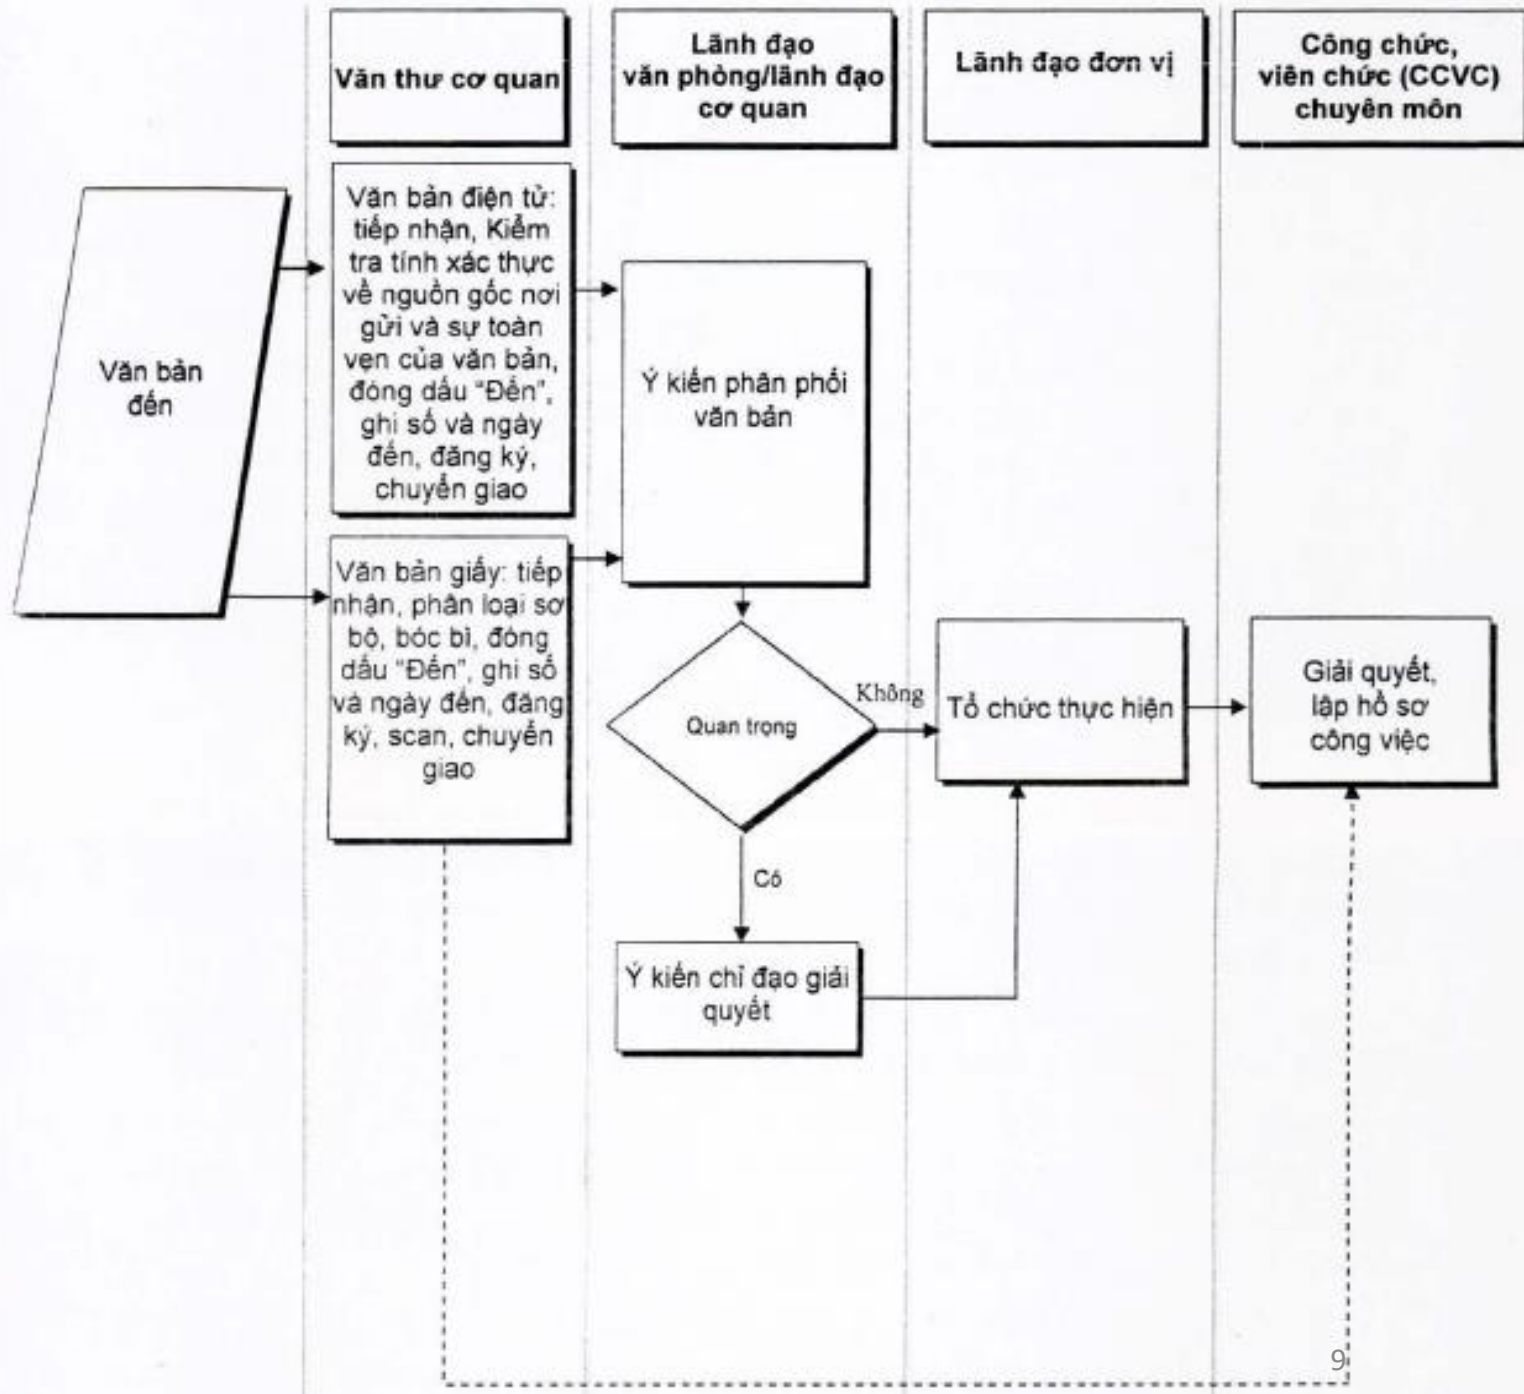 Văn thư cơ quan
Lãnh đạo
văn phòng/lãnh đạo
cơ quan
Lãnh đạo đơn vị
Công chức,
viên chức (CCVC)
chuyên môn
Văn bản
đến
Văn bản điện tử:
tiếp nhận, Kiểm
tra tính xác thực
về nguồn gốc nơi
gửi và sự toàn
vẹn của văn bản,
đóng dấu “Đến”,
ghi số và ngày
đến, đăng ký,
chuyển giao
Văn bản giấy: tiếp
nhận, phân loại sơ
bộ, bóc bì, đóng
dấu “Đến”, ghi số
và ngày đến, đăng
ký, scan, chuyển
giao
Ý kiến phân phối
văn bản
Quan trọng
Không
Có
Ý kiến chỉ đạo giải
quyết
Tổ chức thực hiện
Giải quyết,
lập hồ sơ
công việc
9